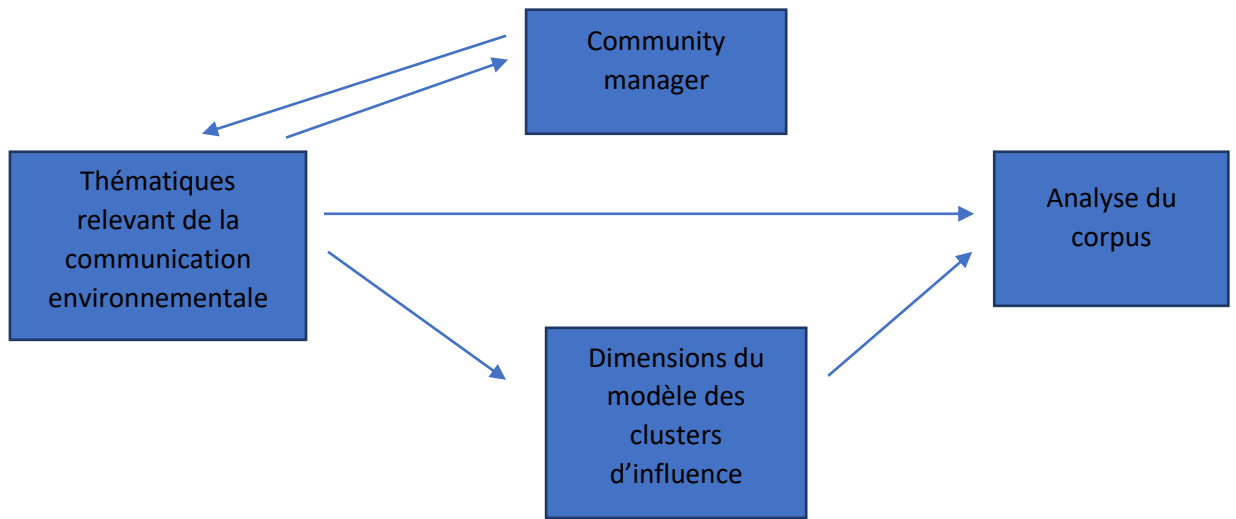 Community
manager
Thématiques
relevant de la
communication
environnementale
Analyse du
corpus
Dimensions du
modèle des
clusters
d’influence